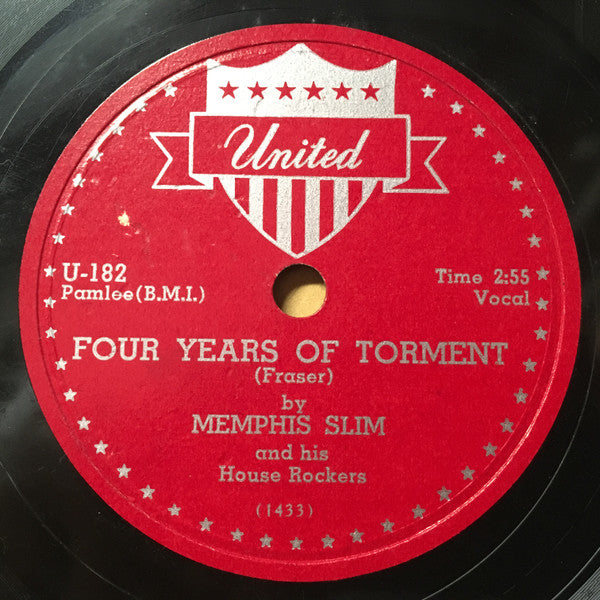 United
U-182
Pamlee (B.M.I.)
Time 2:55
Vocal
FOUR YEARS OF TORMENT
(Fraser)
by
MEMPHIS SLIM
and his
House Rockers
(1433)